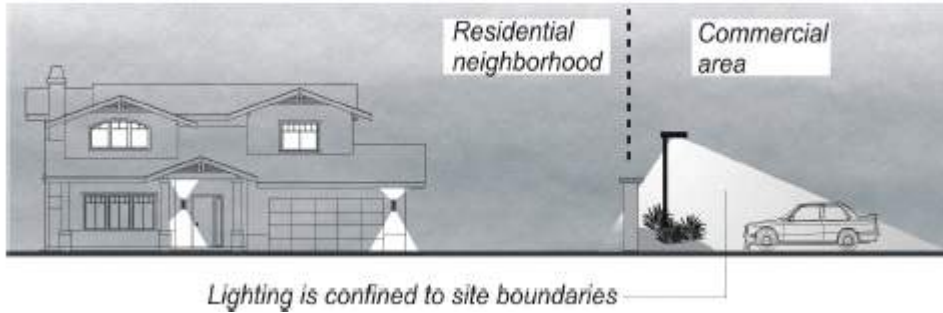 Residential
neighborhood
Commercial
area
Lighting is confined to site boundaries